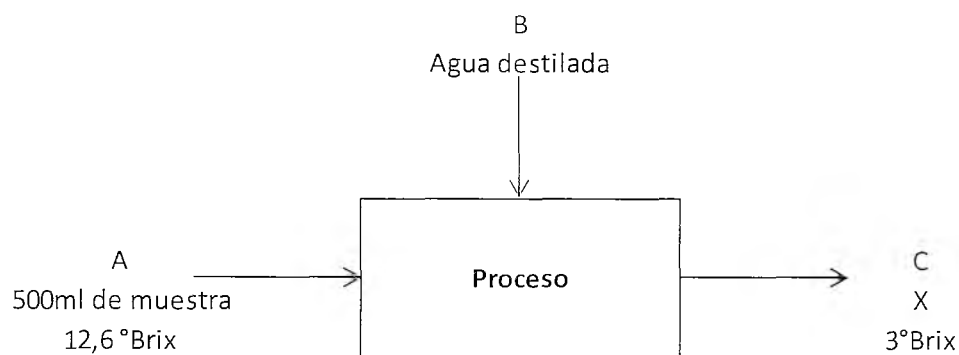 B
Agua destilada
A
500ml de muestra
12,6 °Brix
Proceso
C
X
3°Brix